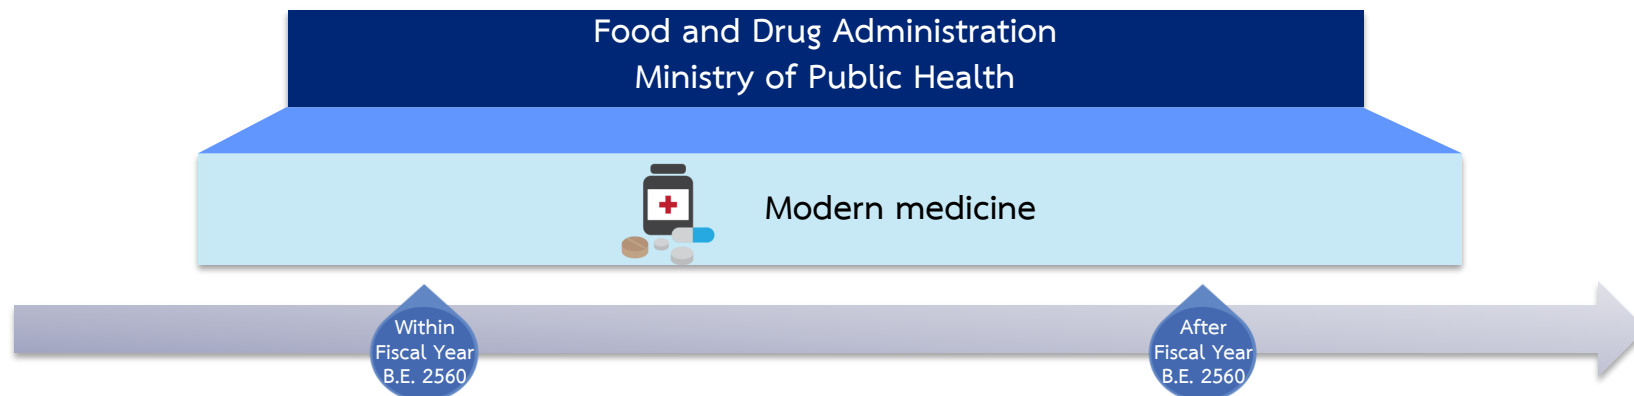 Food and Drug Administration
Ministry of Public Health
Modern medicine
Within
Fiscal Year
B.E. 2560
After
Fiscal Year
B.E. 2560